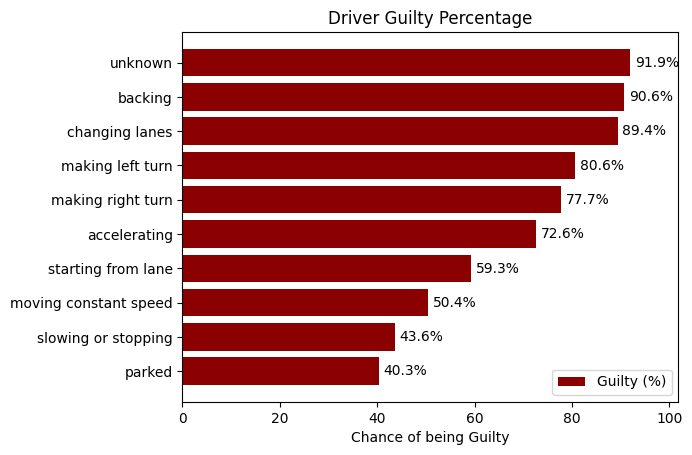 Driver Guilty Percentage
unknown 91.9%
backing 90.6%
changing lanes 89.4%
making left turn 80.6%
making right turn 77.7%
accelerating 72.6%
starting from lane 59.3%
moving constant speed 50.4%
slowing or stopping 43.6%
parked 40.3%
Guilty (%)
0 20 40 60 80 100
Chance of being Guilty